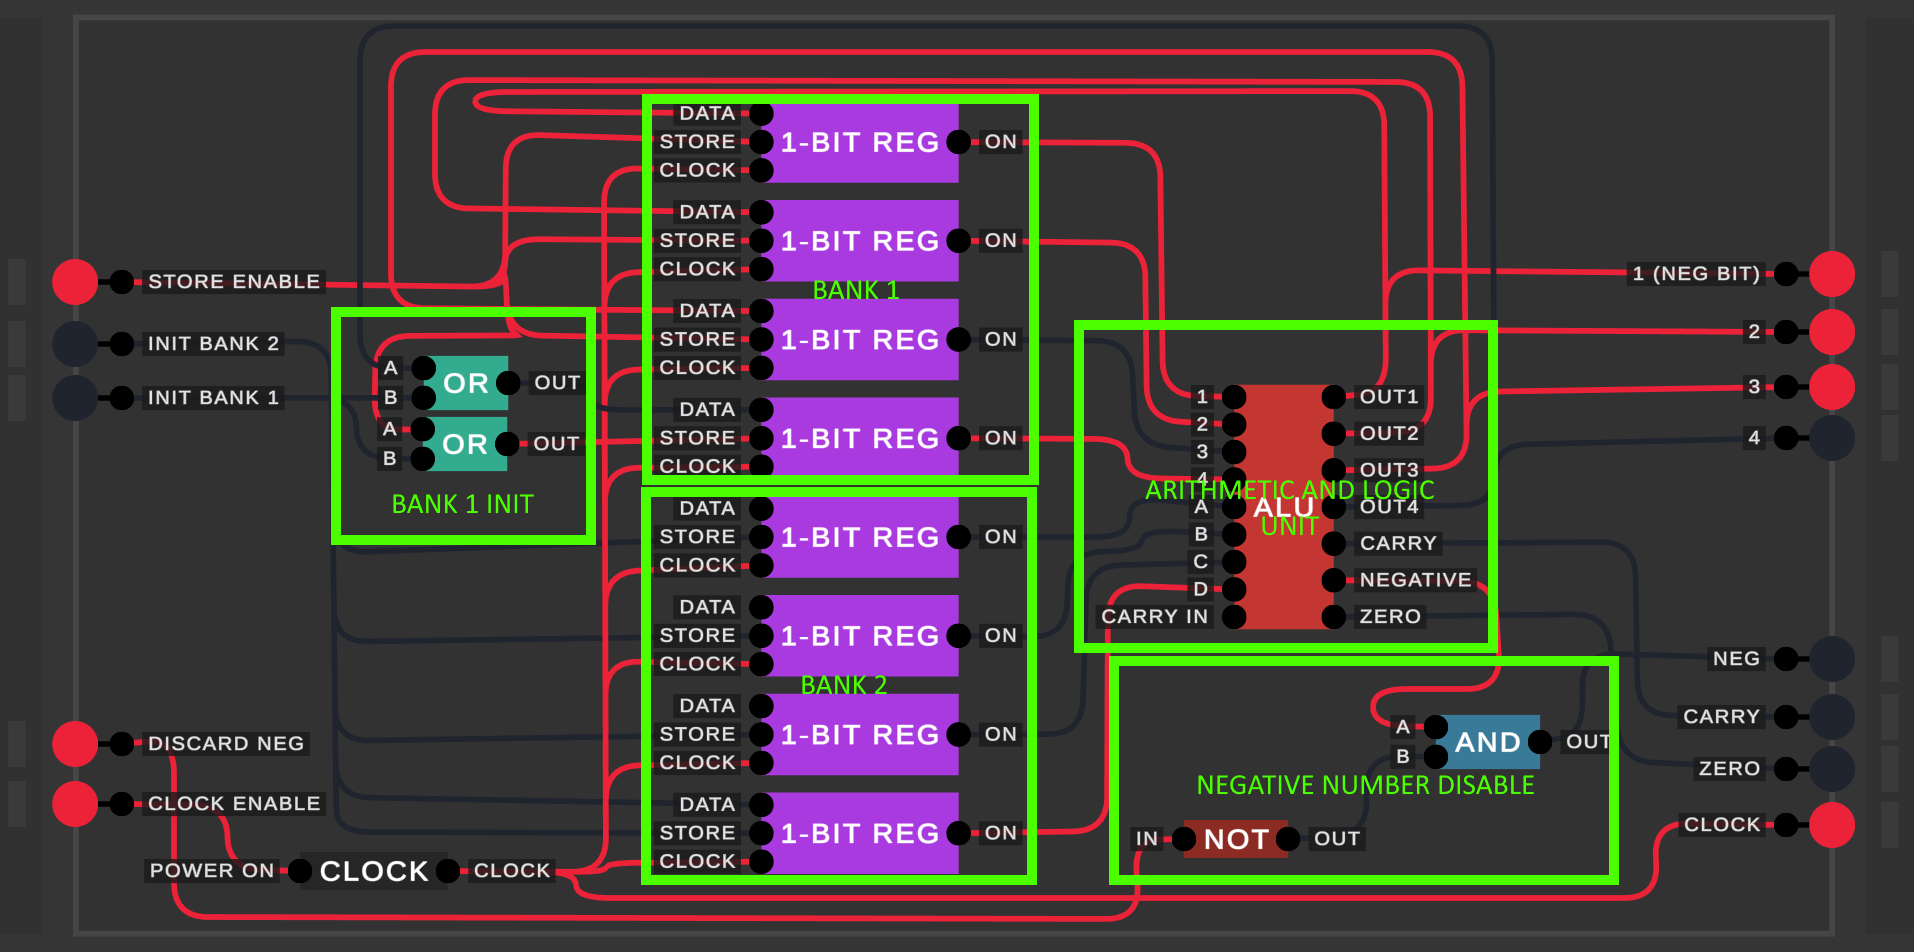 DATA
STORE 1-BIT REG ON
CLOCK
DATA
STORE 1-BIT REG ON
CLOCK
STORE ENABLE
BANK 1
1 (NEG BIT)
DATA
2
INIT BANK 2
STORE 1-BIT REG ON
CLOCK
A OR OUT
B
3
INIT BANK 1
1 OUT1
2 OUT2
3 OUT3
4 OUT4
A ALU CARRY
B NEGATIVE
C ZERO
D
CARRY IN
ARITHMETIC AND LOGIC
UNIT
DATA
STORE 1-BIT REG ON
CLOCK
A OR OUT
B
4
BANK 1 INIT
DATA
STORE 1-BIT REG ON
CLOCK
DATA
STORE 1-BIT REG ON
CLOCK
BANK 2
NEG
DATA
STORE 1-BIT REG ON
CLOCK
CARRY
A AND OUT
B
DISCARD NEG
ZERO
NEGATIVE NUMBER DISABLE
CLOCK ENABLE
DATA
STORE 1-BIT REG ON
CLOCK
CLOCK
IN NOT OUT
POWER ON CLOCK CLOCK